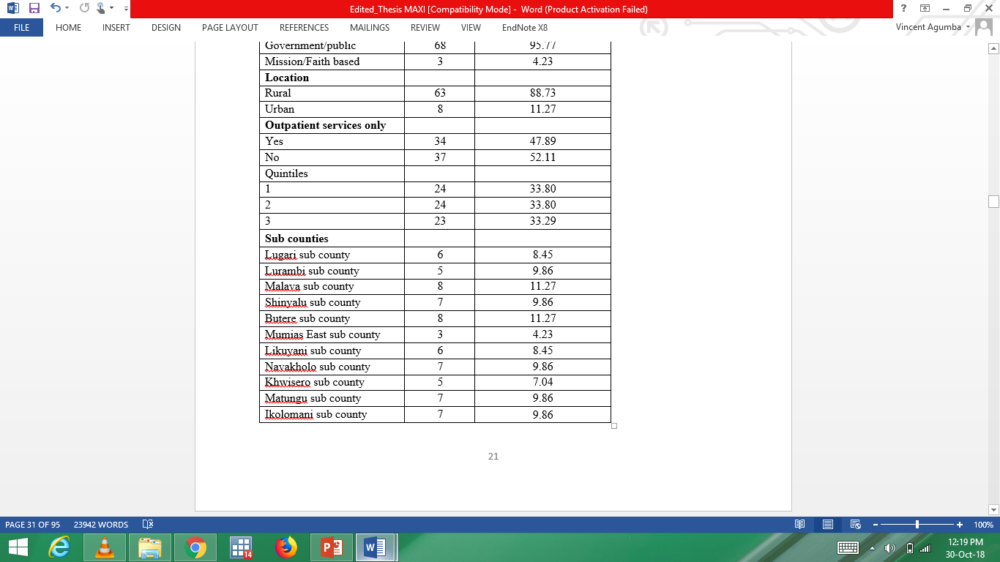 Edited_Thesis MAXI [Compatibility Mode] - Word (Product Activation Failed)
FILE HOME INSERT DESIGN PAGE LAYOUT REFERENCES MAILINGS REVIEW VIEW EndNote X8 Vincent Agumba
Government/public 68 95.77
Mission/Faith based 3 4.23
Location
Rural 63 88.73
Urban 8 11.27
Outpatient services only
Yes 34 47.89
No 37 52.11
Quintiles
1 24 33.80
2 24 33.80
3 23 33.29
Sub counties
Lugari sub county 6 8.45
Lurambi sub county 5 9.86
Malava sub county 8 11.27
Shinyalu sub county 7 9.86
Butere sub county 8 11.27
Mumias East sub county 3 4.23
Likuyani sub county 6 8.45
Navakholo sub county 7 9.86
Khwisero sub county 5 7.04
Matungu sub county 7 9.86
Ikolomani sub county 7 9.86
21
PAGE 31 OF 95 23942 WORDS 100%
14
12:19 PM
30-Oct-18